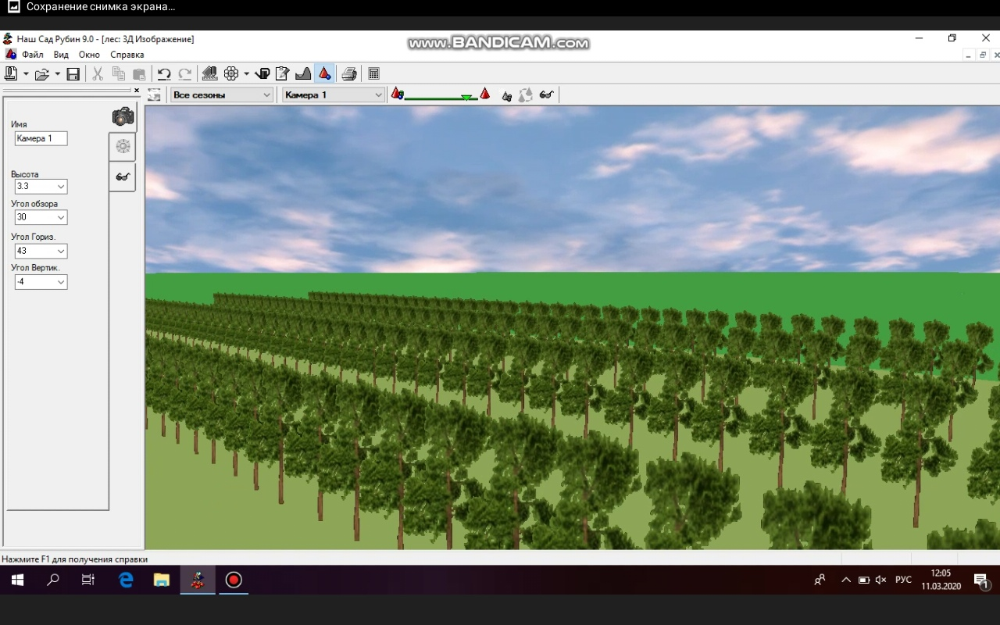 Сохранение снимка экрана...
Наш Сад Рубин 9.0 - [лес: 3Д Изображение]
www.BANDICAM.com
Файл Вид Окно Справка
Все сезоны
Камера 1
Имя
Камера 1
Высота
3.3
Угол обзора
30
Угол Гориз.
43
Угол Вертик.
-4
Нажмите F1 для получения справки
РУС
12:05
11.03.2020
1